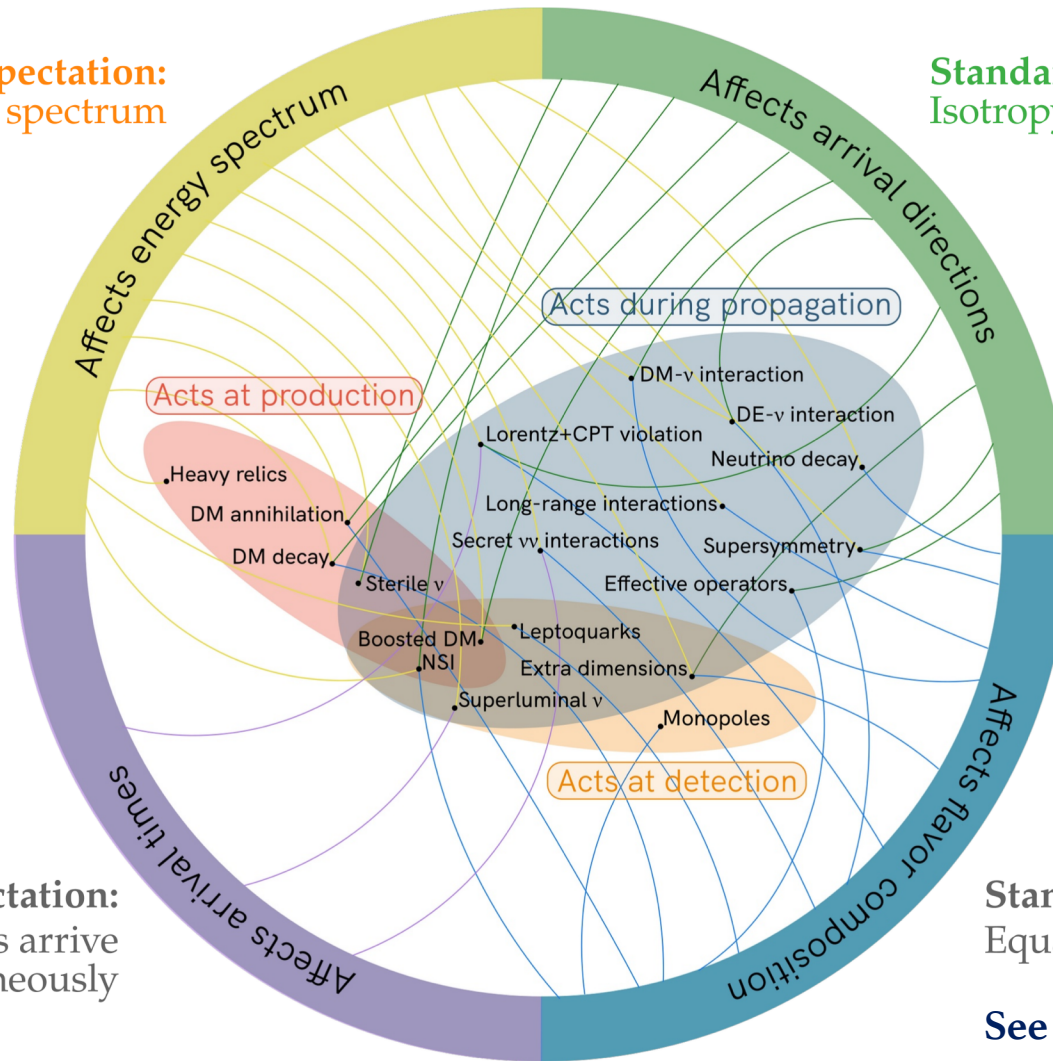 pectation:
spectrum
Standa
Isotropy
Affects energy spectrum
Affects arrival directions
Acts during propagation
DM-ν interaction
Acts at production
DE-ν interaction
Lorentz+CPT violation
Neutrino decay
Heavy relics
Long-range interactions
DM annihilation
Secret νν interactions
Supersymmetry
DM decay
Sterile ν
Effective operators
Leptoquarks
Boosted DM
NSI
Extra dimensions
Superluminal ν
Monopoles
Acts at detection
Affects arrival times
Affects flavor composition
ctation:
s arrive
neously
Stan
Equ
See